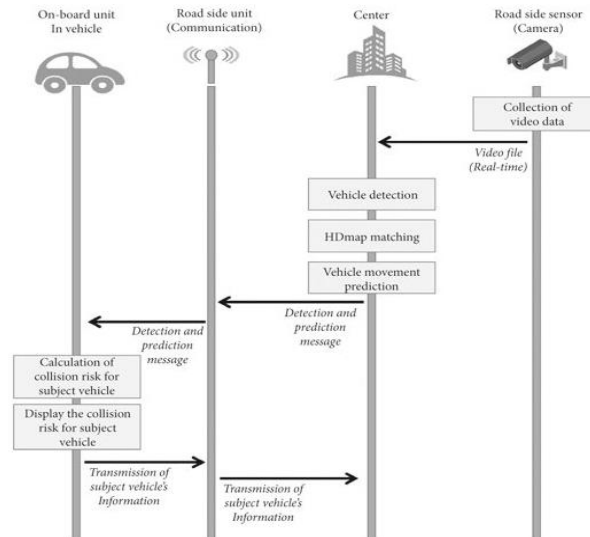 On-board unit
In vehicle
Road side unit
(Communication)
Center
Road side sensor
(Camera)
Collection of
video data
Video file
(Real-time)
Vehicle detection
HDmap matching
Vehicle movement
prediction
Detection and
prediction
message
Detection and
prediction
message
Calculation of
collision risk for
subject vehicle
Display the collision
risk for subject
vehicle
Transmission of
subject vehicle's
Information
Transmission of
subject vehicle's
Information